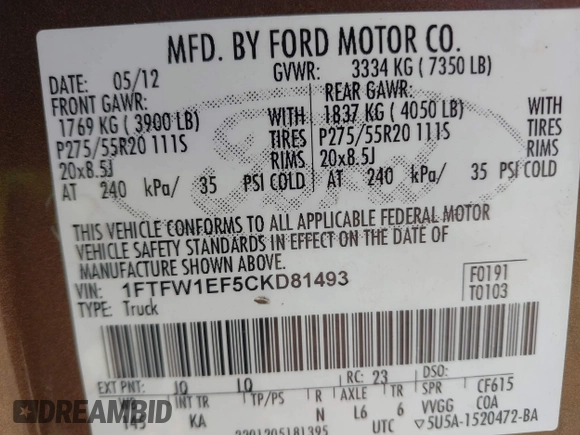 MFD. BY FORD MOTOR CO.
DATE: 05/12 GVWR: 3334 KG ( 7350 LB)
FRONT GAWR: REAR GAWR:
1769 KG ( 3900 LB) WITH 1837 KG ( 4050 LB) WITH
P275/55R20 111S TIRES P275/55R20 111S TIRES
20x8.5J RIMS 20x8.5J RIMS
AT 240 kPa/ 35 PSI COLD AT 240 kPa/ 35 PSI COLD
THIS VEHICLE CONFORMS TO ALL APPLICABLE FEDERAL MOTOR
VEHICLE SAFETY STANDARDS IN EFFECT ON THE DATE OF
MANUFACTURE SHOWN ABOVE.
VIN: 1FTFW1EF5CKD81493 F0191
TYPE: Truck T0103
EXT PNT: JQ JQ RC: 23 DSO:
WB INT TR TP/PS R AXLE TR SPR CF615
145 KA N L6 6 VVGG COA
UTC 5U5A-1520472-BA
DREAMBID